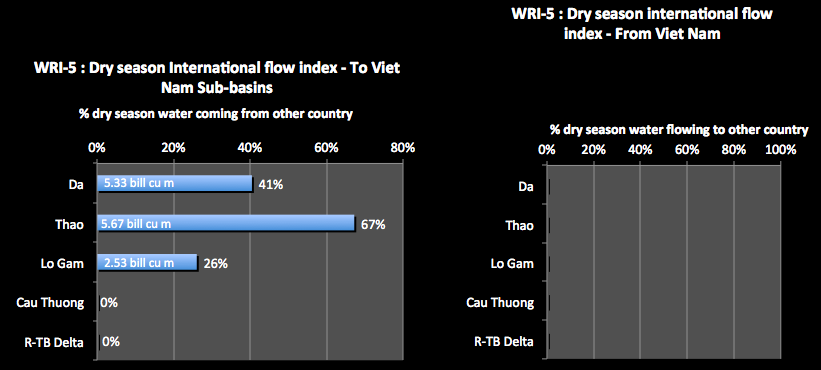 WRI-5 : Dry season International flow index - To Viet
Nam Sub-basins
% dry season water coming from other country
0% 20% 40% 60% 80%
Da 5.33 bill cu m 41%
Thao 5.67 bill cu m 67%
Lo Gam 2.53 bill cu m 26%
Cau Thuong 0%
R-TB Delta 0%
WRI-5 : Dry season international flow
index - From Viet Nam
% dry season water flowing to other country
0% 20% 40% 60% 80% 100%
Da
Thao
Lo Gam
Cau Thuong
R-TB Delta